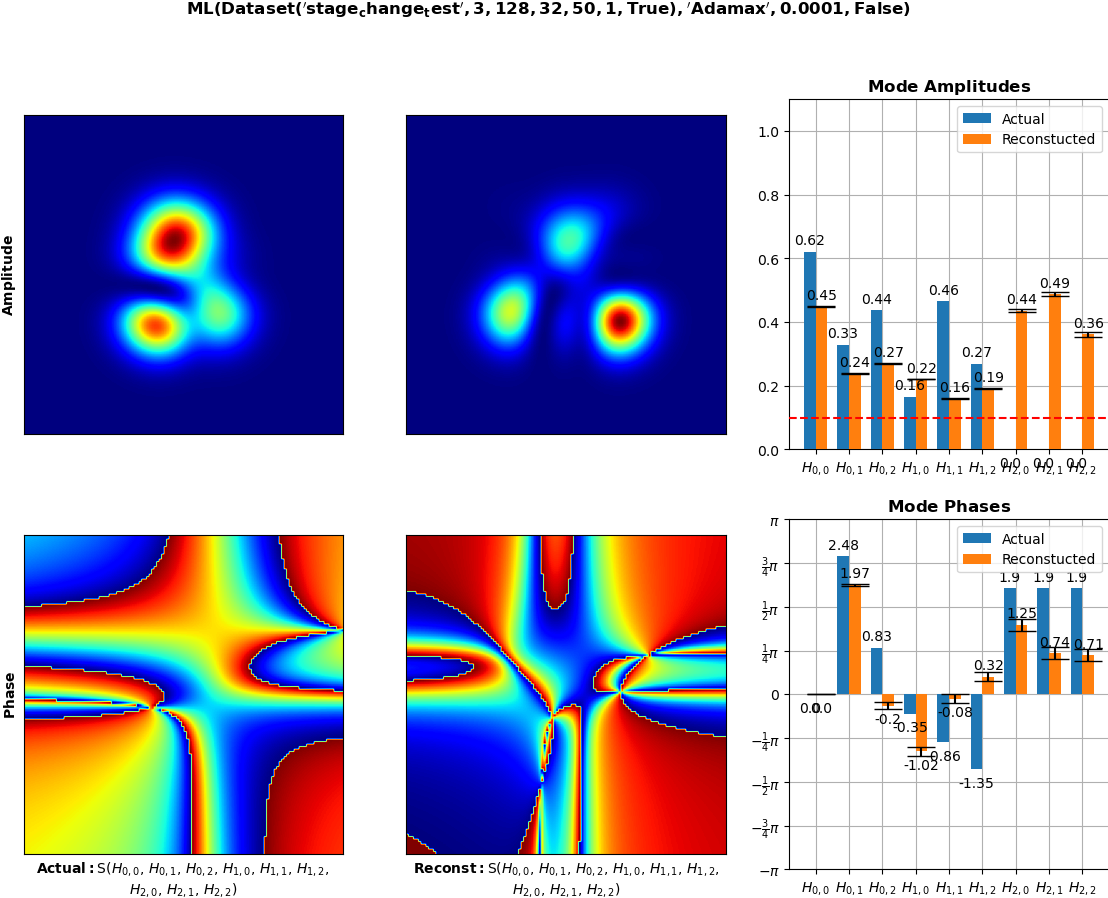 ML(Dataset('stage_change_test', 3, 128, 32, 50, 1, True), 'Adamax', 0.0001, False)
Amplitude
Mode Amplitudes
Actual
Reconstucted
1.0
0.8
0.6
0.4
0.2
0.0
0.62
0.45
0.33
0.24
0.44
0.27
0.16
0.22
0.46
0.16
0.27
0.19
0.44
0.49
0.36
0.0 0.0 0.0
H0,0 H0,1 H0,2 H1,0 H1,1 H1,2 H2,0 H2,1 H2,2
Phase
Mode Phases
Actual
Reconstucted
π
3/4π
1/2π
1/4π
0
−1/4π
−1/2π
−3/4π
−π
0.0
0.0
2.48
1.97
0.83
-0.2
-0.35
-1.02
-0.86
-0.08
-1.35
0.32
1.9
1.25
1.9
0.74
1.9
0.71
H0,0 H0,1 H0,2 H1,0 H1,1 H1,2 H2,0 H2,1 H2,2
Actual: S(H0,0, H0,1, H0,2, H1,0, H1,1, H1,2,
H2,0, H2,1, H2,2)
Reconst: S(H0,0, H0,1, H0,2, H1,0, H1,1, H1,2,
H2,0, H2,1, H2,2)